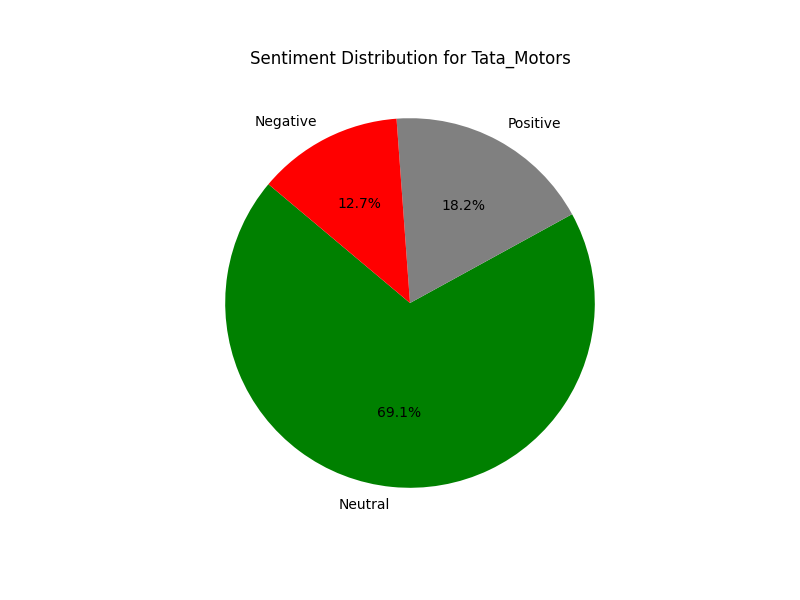 Sentiment Distribution for Tata_Motors
Negative
Positive
12.7%
18.2%
69.1%
Neutral